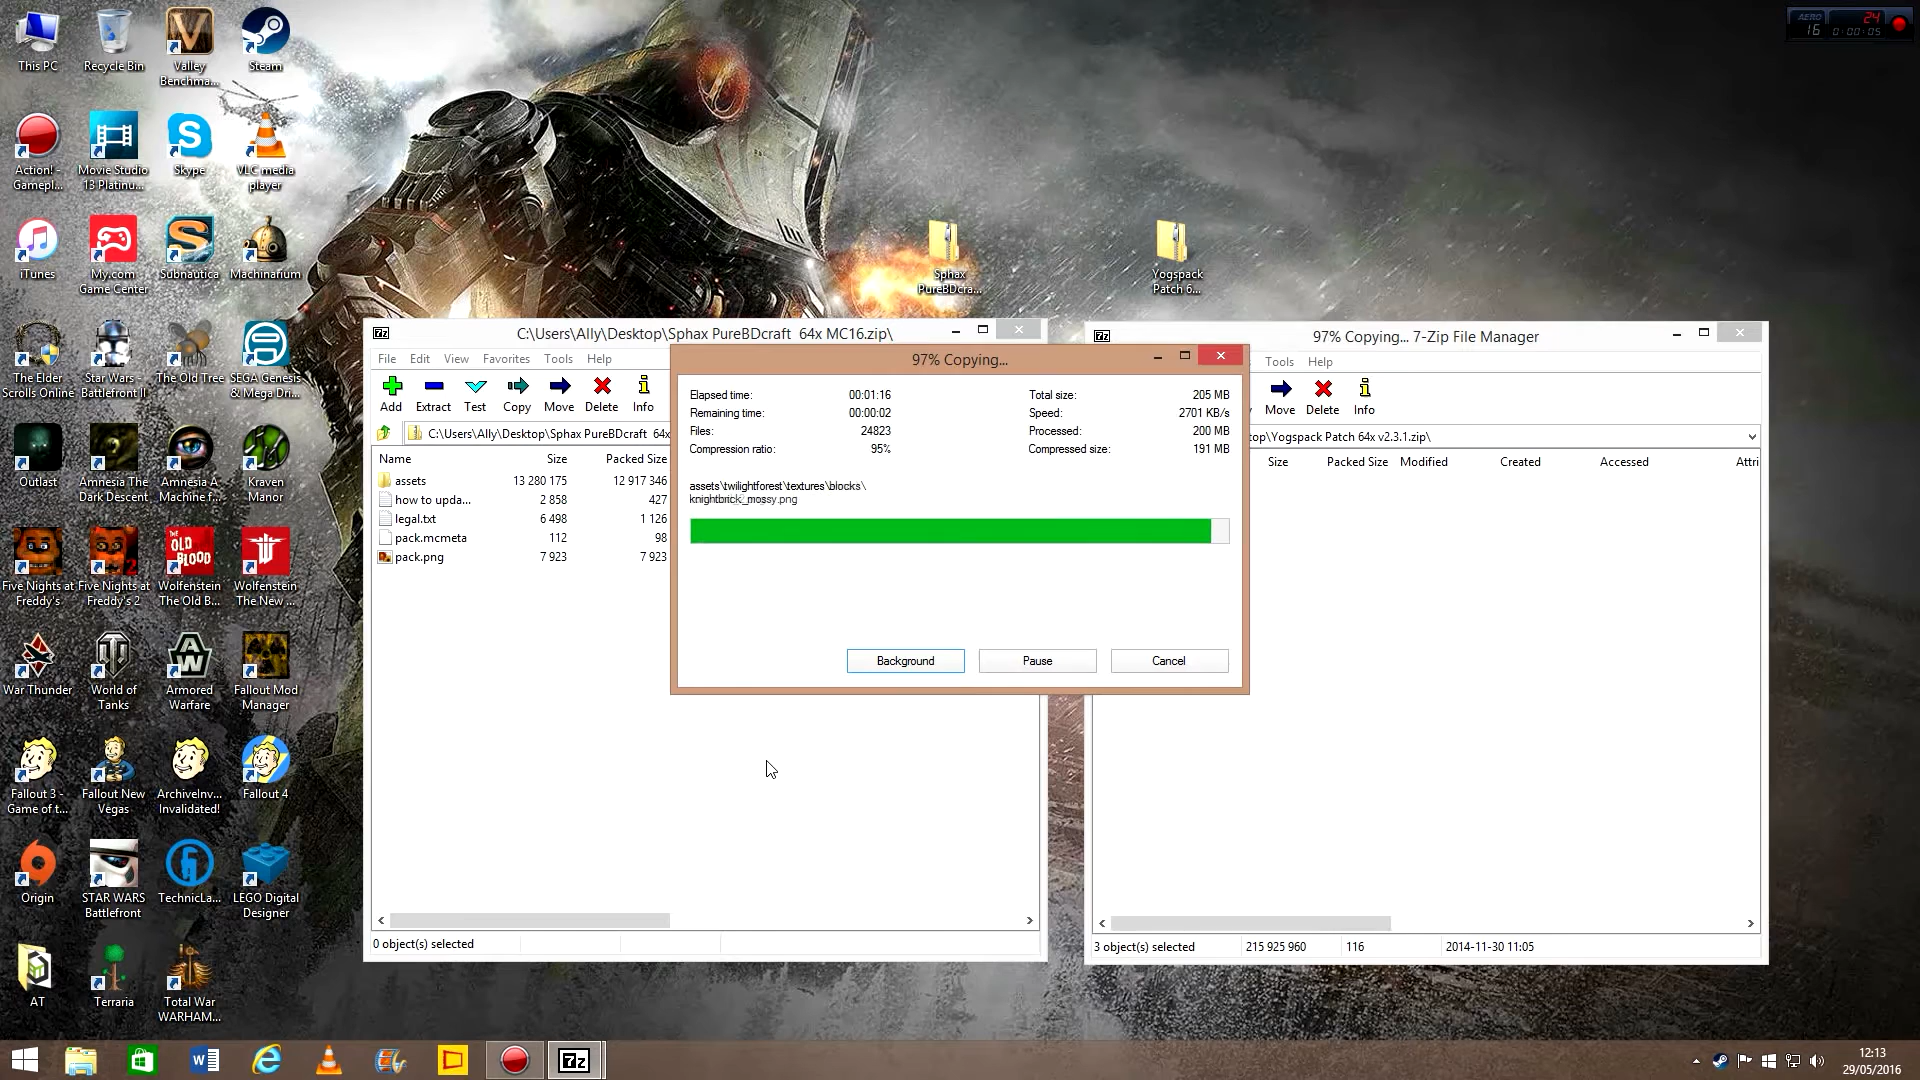 This PC
Recycle Bin
Valley
Benchma...
Steam
Action! -
Gamepl...
Movie Studio
13 Platinu...
Skype
VLC media
player
iTunes
My.com
Game Center
Subnautica
Machinarium
The Elder
Scrolls Online
Star Wars -
Battlefront II
The Old Tree
SEGA Genesis
& Mega Dri...
Outlast
Amnesia The
Dark Descent
Amnesia A
Machine f...
Kraven
Manor
Five Nights at
Freddy's
Five Nights at
Freddy's 2
THE
OLD
BLOOD
Wolfenstein
The Old B...
Wolfenstein
The New ...
War Thunder
World of
Tanks
AW
Armored
Warfare
Fallout Mod
Manager
Fallout 3 -
Game of t...
Fallout New
Vegas
ArchiveInv...
Invalidated!
Fallout 4
Origin
STAR WARS
Battlefront
TechnicLa...
LEGO Digital
Designer
AT
Terraria
Total War
WARHAM...
Sphax
PureBDcra...
Yogspack
Patch 6...
AERO 24
16 0:00:05
7z C:\Users\Ally\Desktop\Sphax PureBDcraft 64x MC16.zip\
File Edit View Favorites Tools Help
Add Extract Test Copy Move Delete Info
C:\Users\Ally\Desktop\Sphax PureBDcraft 64x
Name Size Packed Size
assets 13 280 175 12 917 346
how to upda... 2 858 427
legal.txt 6 498 1 126
pack.mcmeta 112 98
pack.png 7 923 7 923
0 object(s) selected
97% Copying...
Elapsed time: 00:01:16 Total size: 205 MB
Remaining time: 00:00:02 Speed: 2701 KB/s
Files: 24823 Processed: 200 MB
Compression ratio: 95% Compressed size: 191 MB
assets\twilightforest\textures\blocks\
knightbrick_mossy.png
Background Pause Cancel
7z 97% Copying... 7-Zip File Manager
Tools Help
Move Delete Info
top\Yogspack Patch 64x v2.3.1.zip\
Size Packed Size Modified Created Accessed Attri
3 object(s) selected 215 925 960 116 2014-11-30 11:05
7z
12:13
29/05/2016